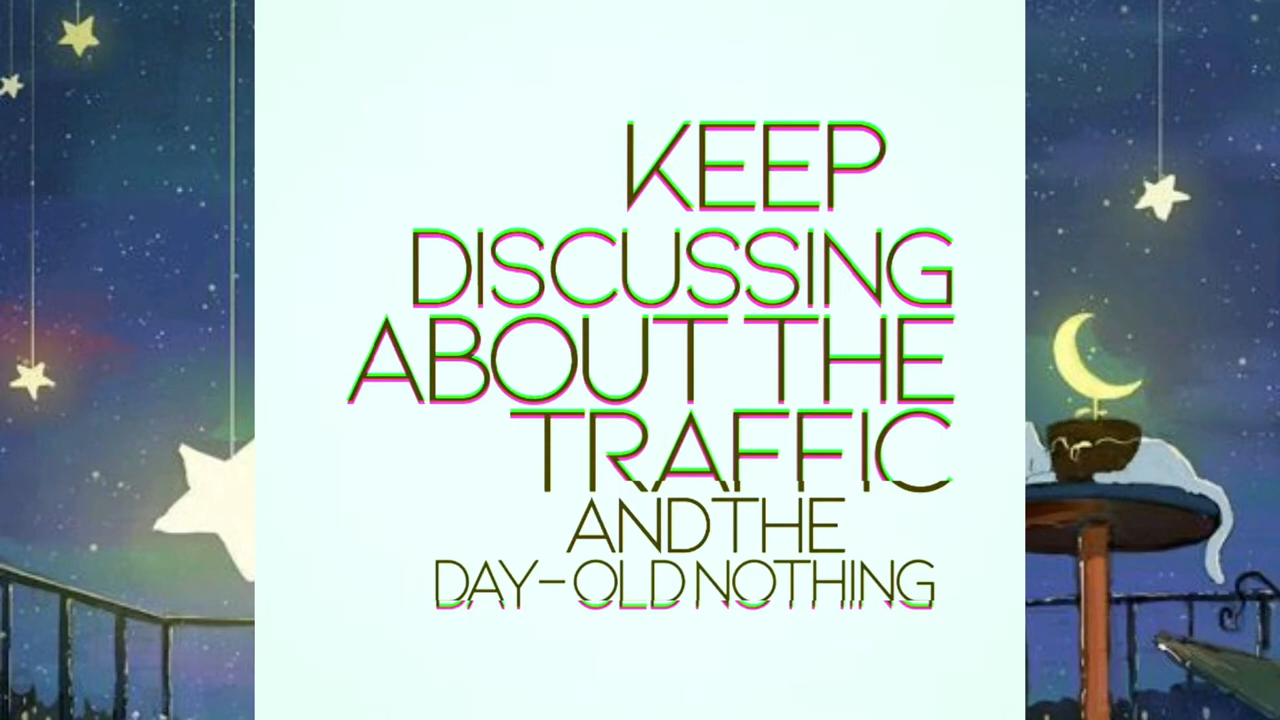 KEEP
DISCUSSING
ABOUT THE
TRAFFIC
AND THE
DAY-OLD NOTHING